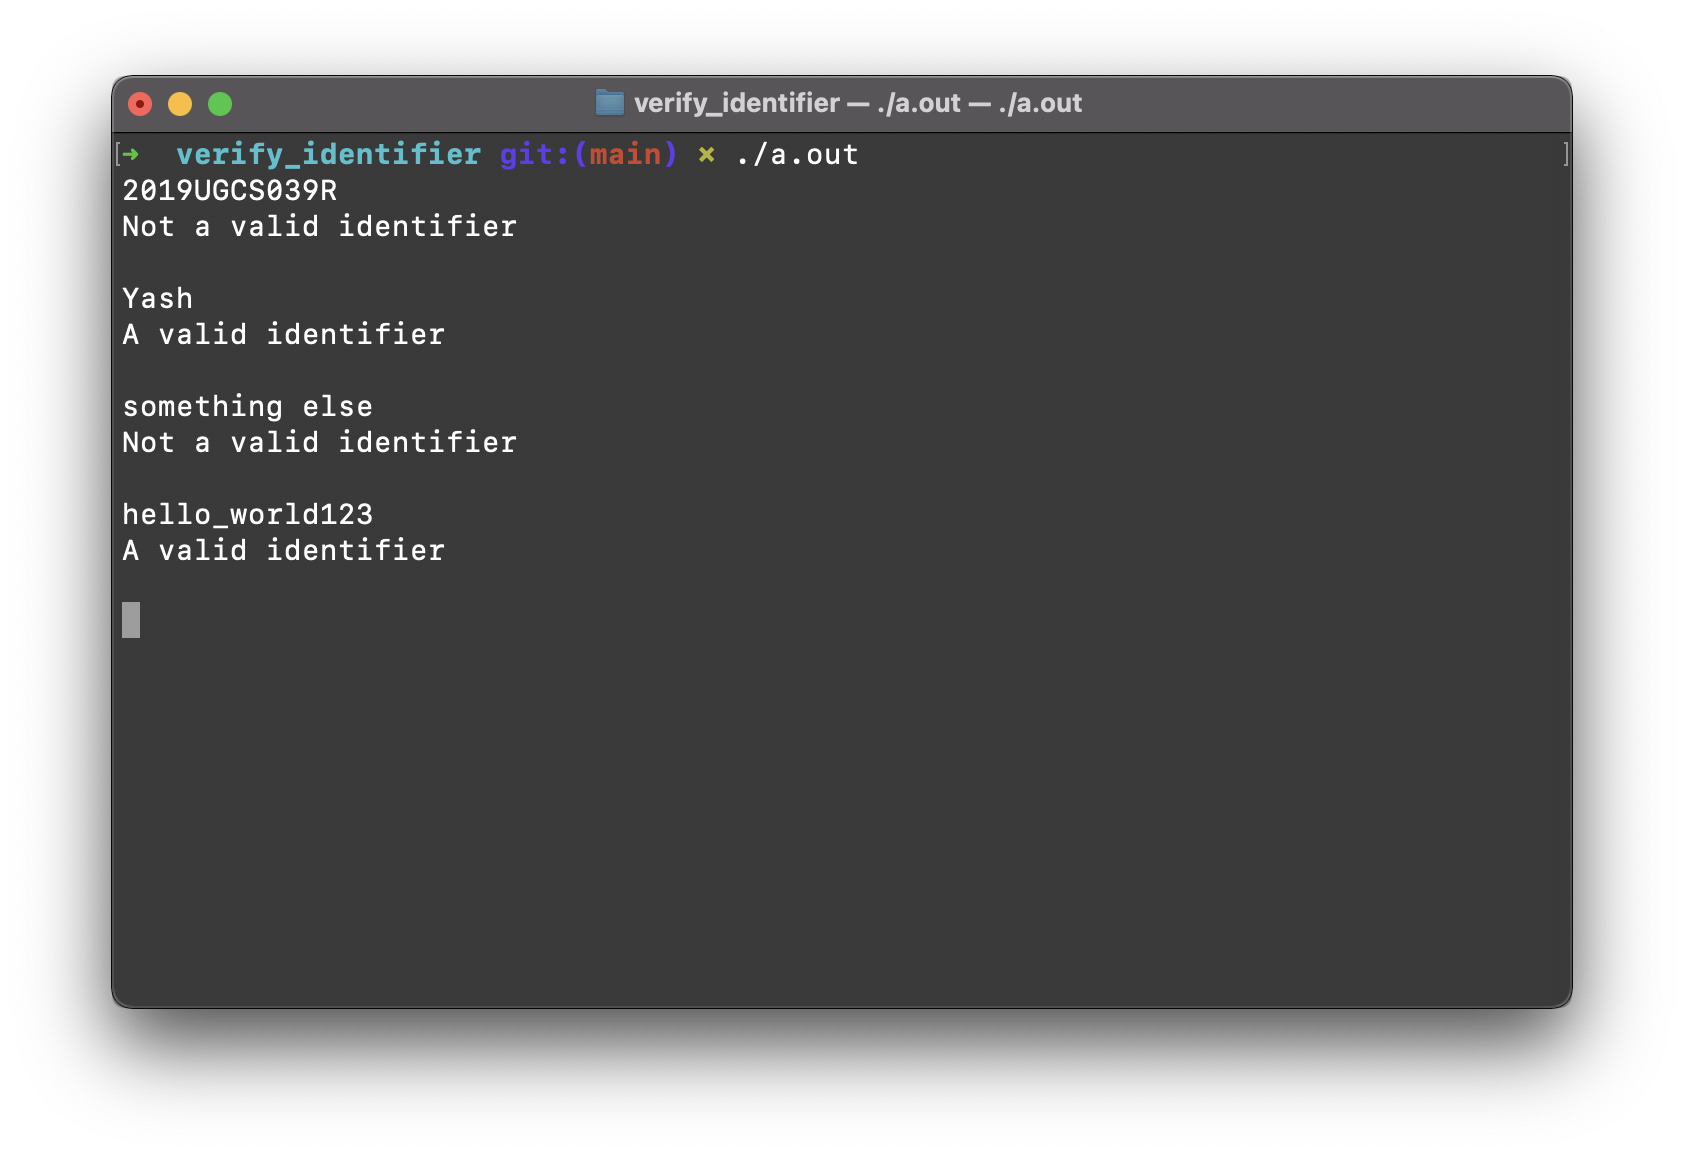 verify_identifier — ./a.out — ./a.out
[➜  verify_identifier git:(main) ✗ ./a.out ]
2019UGCS039R
Not a valid identifier
Yash
A valid identifier
something else
Not a valid identifier
hello_world123
A valid identifier